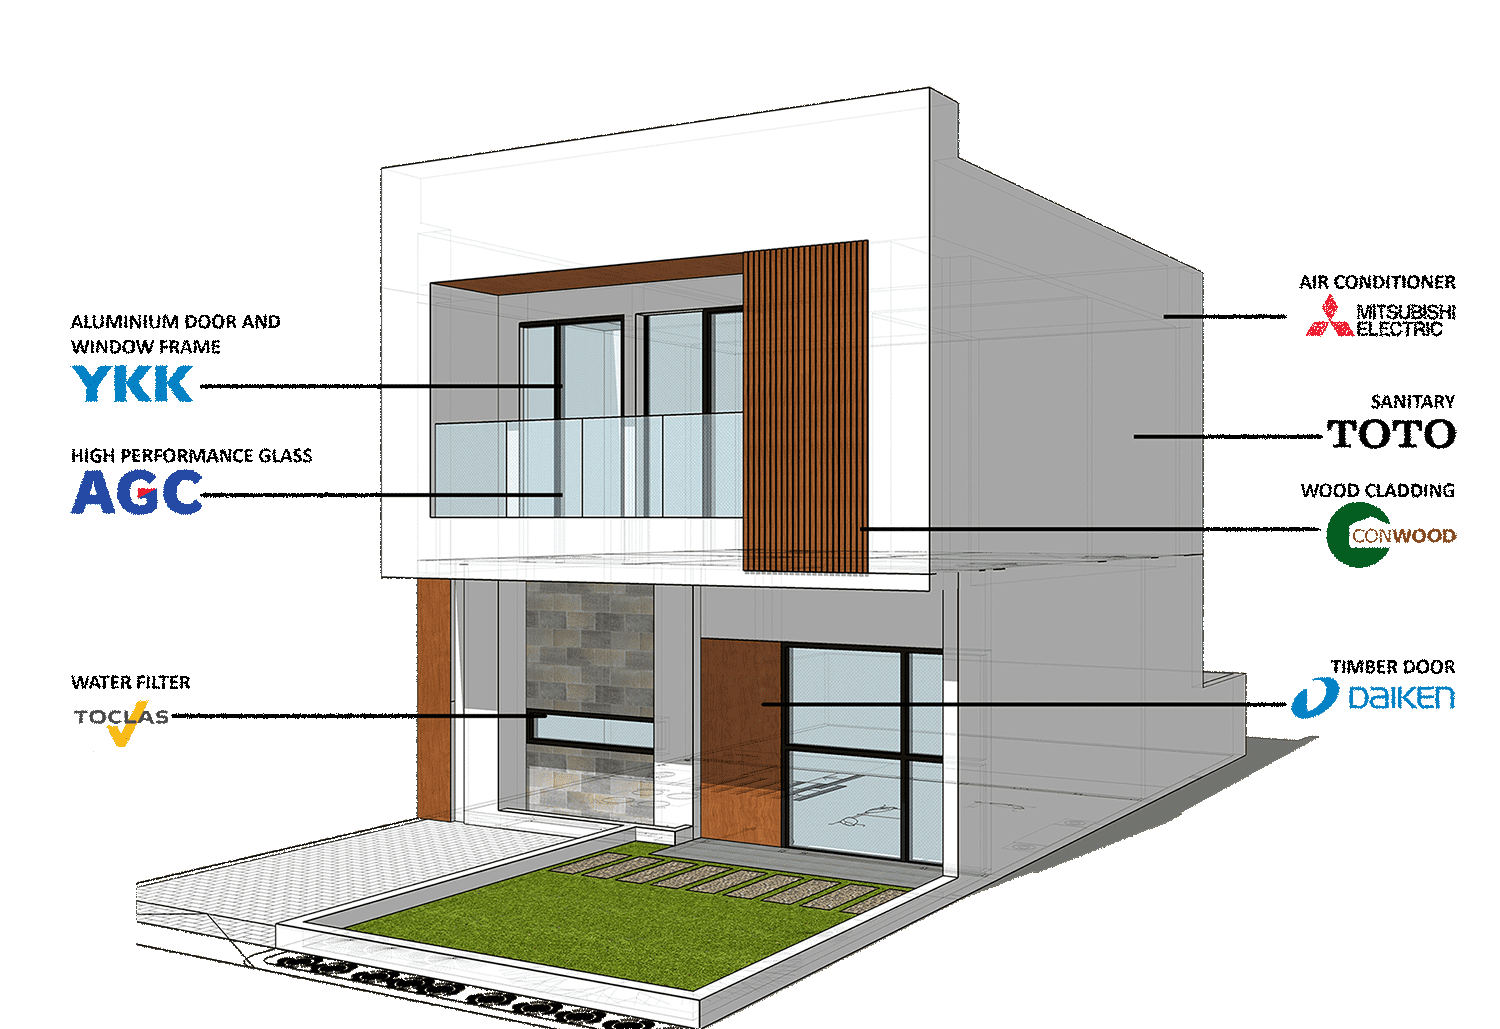 ALUMINIUM DOOR AND
WINDOW FRAME
YKK
HIGH PERFORMANCE GLASS
AGC
WATER FILTER
TOCLAS
AIR CONDITIONER
MITSUBISHI
ELECTRIC
SANITARY
TOTO
WOOD CLADDING
CONWOOD
TIMBER DOOR
DAIKEN